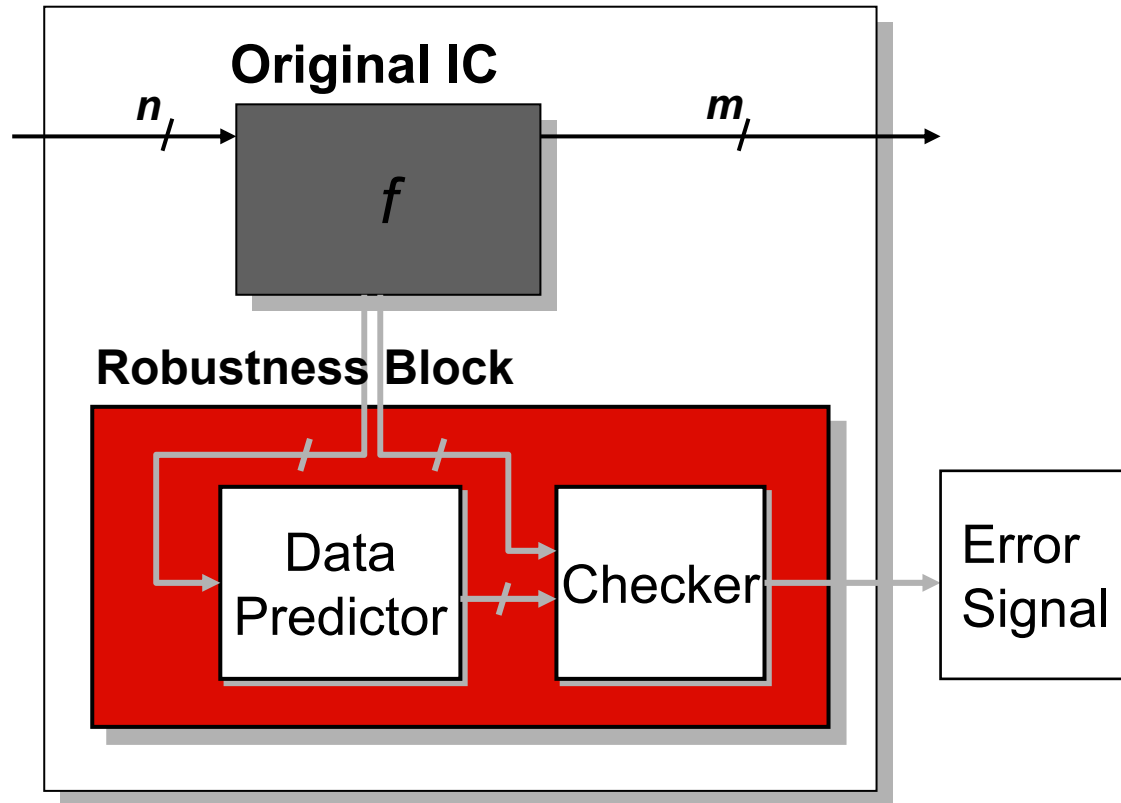 Original IC
n
m
f
Robustness Block
Data
Predictor
Checker
Error
Signal